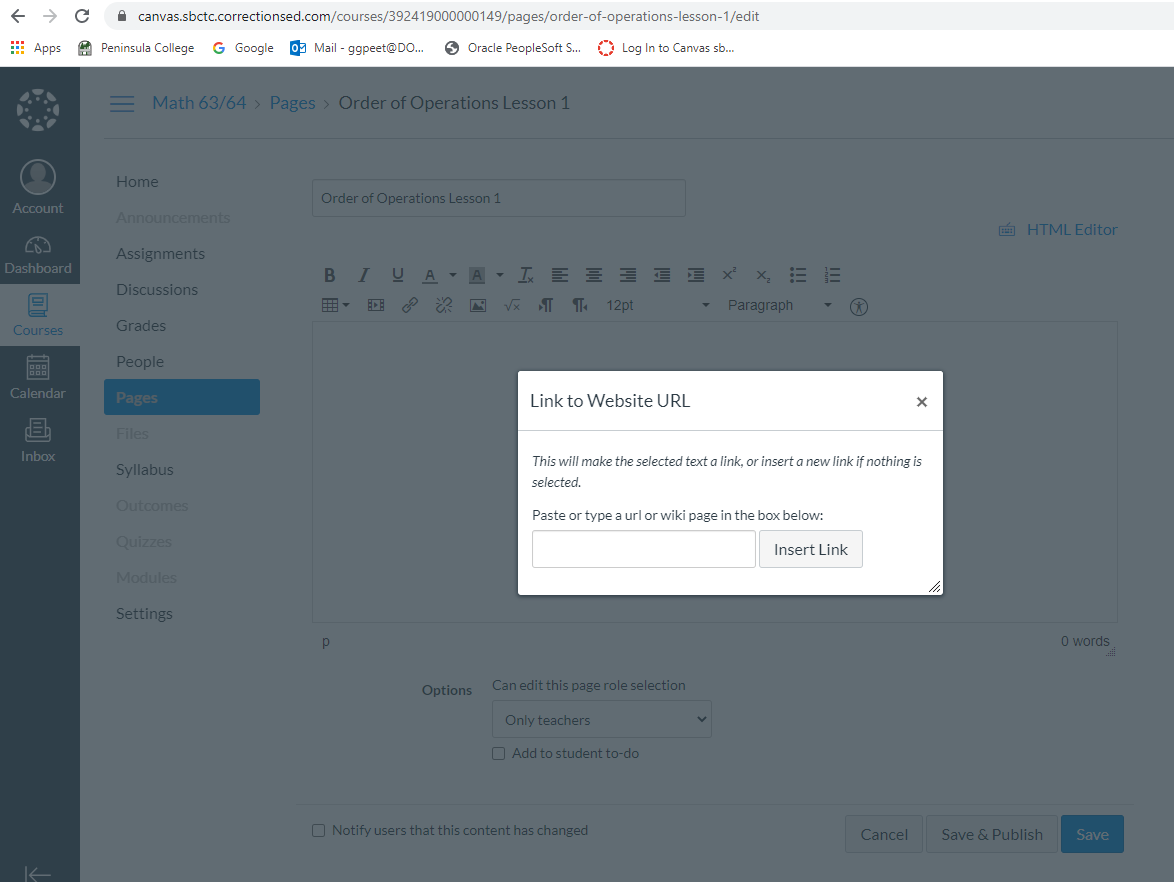 canvas.sbctc.correctionsed.com/courses/392419000000149/pages/order-of-operations-lesson-1/edit
Apps Peninsula College Google Mail - ggpeet@DO... Oracle PeopleSoft S... Log In to Canvas sb...
Math 63/64 › Pages › Order of Operations Lesson 1
Account
Dashboard
Courses
Calendar
Inbox
Home
Announcements
Assignments
Discussions
Grades
People
Pages
Files
Syllabus
Outcomes
Quizzes
Modules
Settings
Order of Operations Lesson 1
HTML Editor
B I U A A
12pt Paragraph
Link to Website URL
This will make the selected text a link, or insert a new link if nothing is
selected.
Paste or type a url or wiki page in the box below:
Insert Link
p 0 words
Options Can edit this page role selection
Only teachers
Add to student to-do
Notify users that this content has changed
Cancel Save & Publish Save